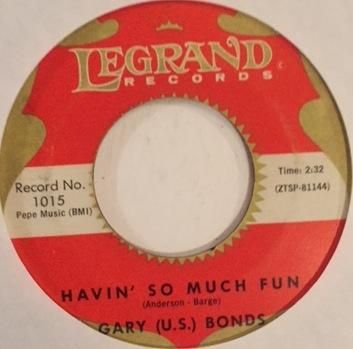 LEGRAND
RECORDS
Record No.
1015
Pepe Music (BMI)
Time: 2:32
(ZTSP-81144)
HAVIN' SO MUCH FUN
(Anderson - Barge)
GARY (U.S.) BONDS